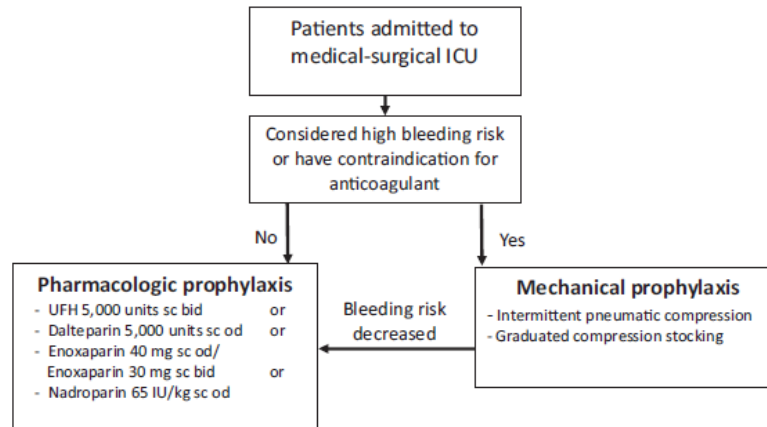 Patients admitted to
medical-surgical ICU
Considered high bleeding risk
or have contraindication for
anticoagulant
No
Yes
Pharmacologic prophylaxis
- UFH 5,000 units sc bid or
- Dalteparin 5,000 units sc od or
- Enoxaparin 40 mg sc od/
Enoxaparin 30 mg sc bid or
- Nadroparin 65 IU/kg sc od
Bleeding risk
decreased
Mechanical prophylaxis
- Intermittent pneumatic compression
- Graduated compression stocking